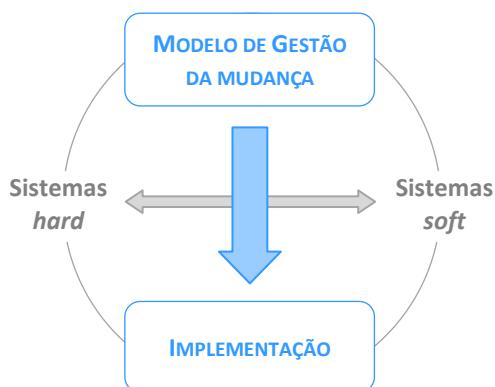 MODELO DE GESTÃO
DA MUDANÇA
Sistemas
hard
Sistemas
soft
IMPLEMENTAÇÃO